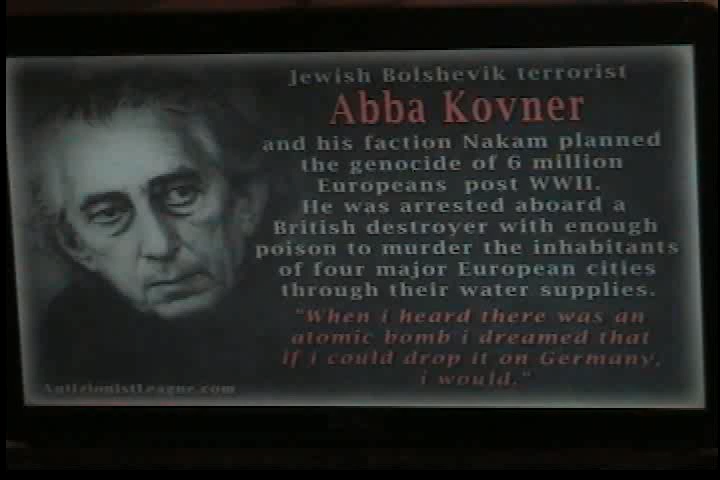 Jewish Bolshevik terrorist
Abba Kovner
and his faction Nakam planned
the genocide of 6 million
Europeans post WWII.
He was arrested aboard a
British destroyer with enough
poison to murder the inhabitants
of four major European cities
through their water supplies.
"When i heard there was an
atomic bomb i dreamed that
if i could drop it on Germany,
i would."
AntizionistLeague.com